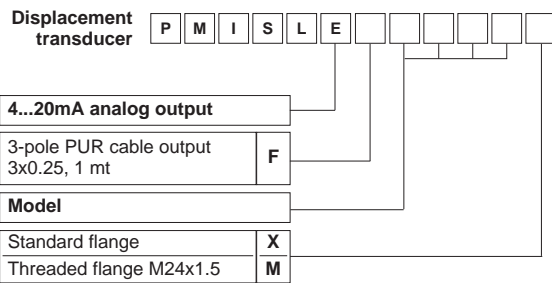 Displacement
transducer
P M I S L E
4...20mA analog output
3-pole PUR cable output
3x0.25, 1 mt
F
Model
Standard flange X
Threaded flange M24x1.5 M